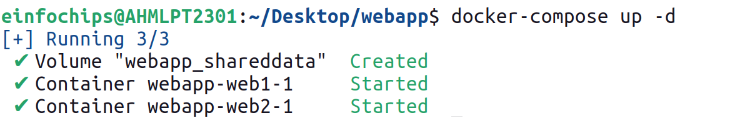 einfochips@AHMLPT2301:~/Desktop/webapp$ docker-compose up -d
[+] Running 3/3
✔ Volume "webapp_shareddata" Created
✔ Container webapp-web1-1 Started
✔ Container webapp-web2-1 Started